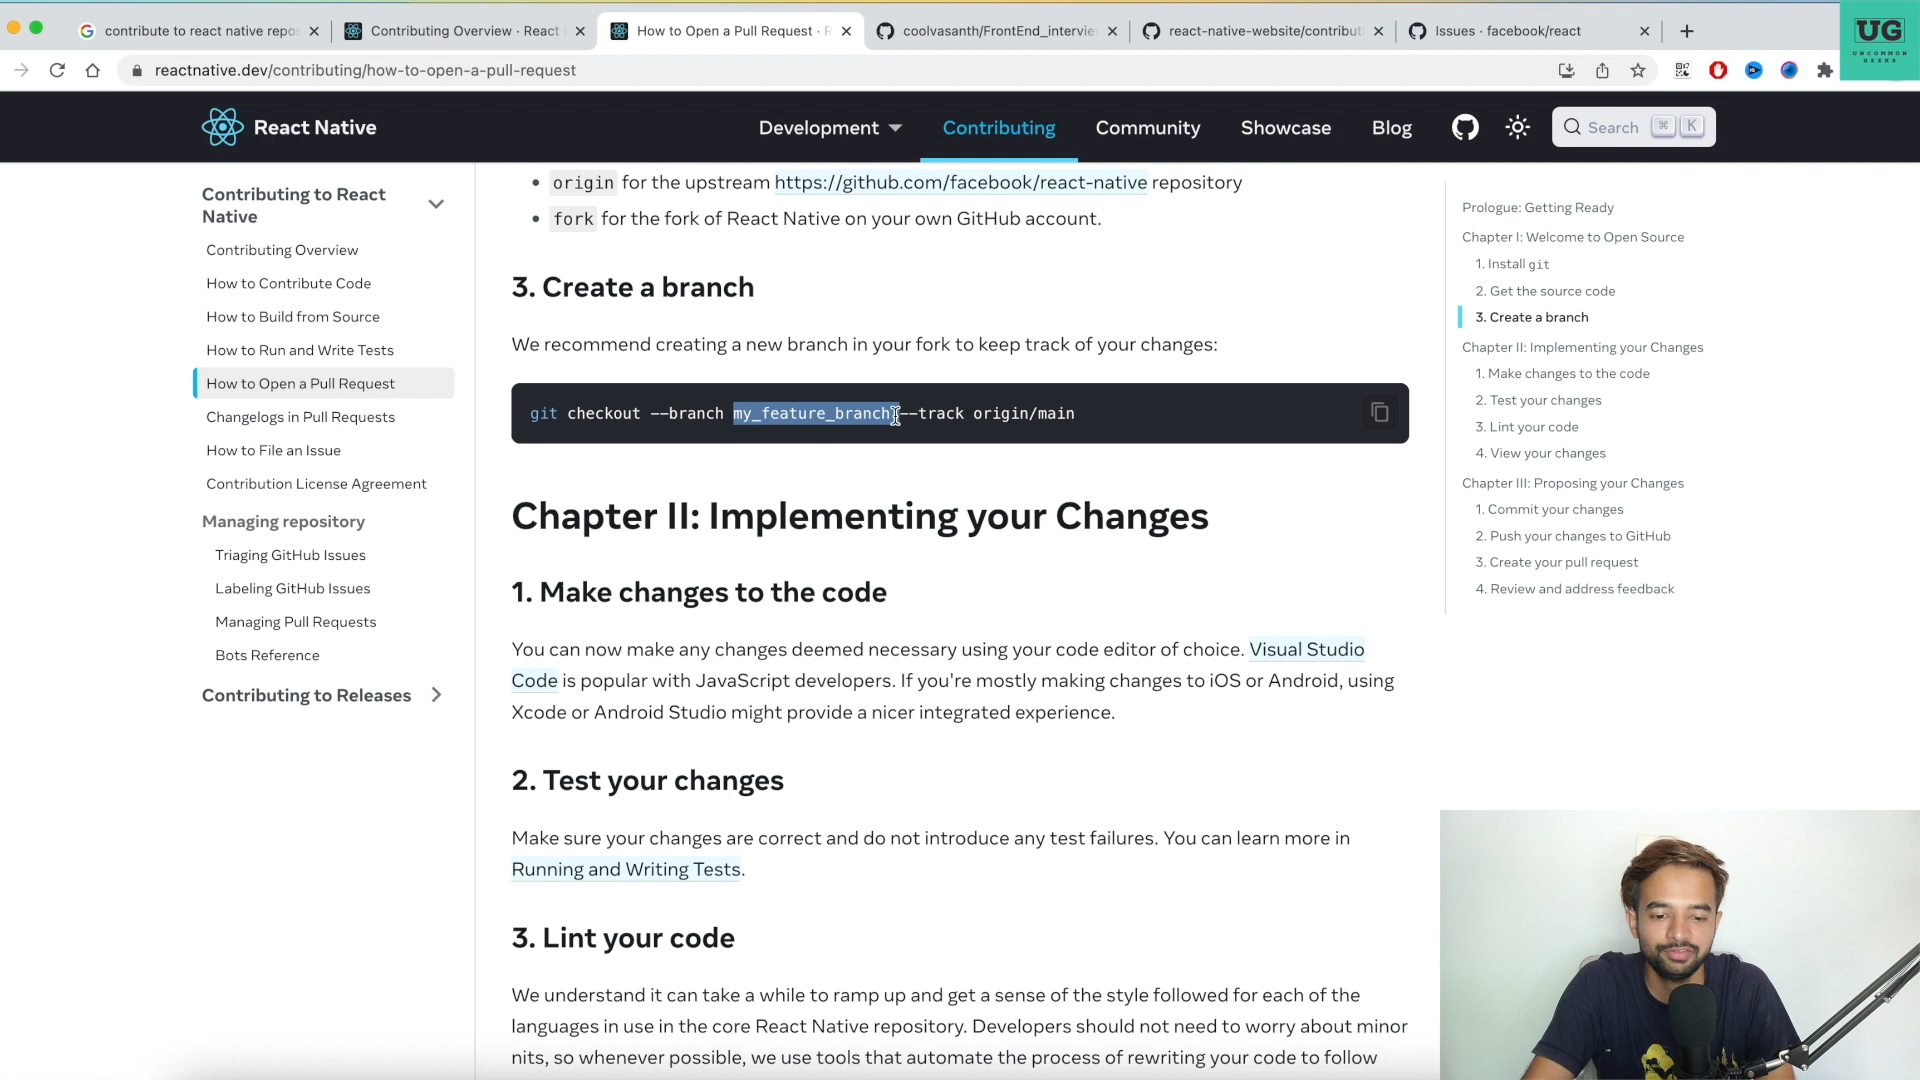 contribute to react native repos
Contributing Overview · React
How to Open a Pull Request · R
coolvasanth/FrontEnd_intervie
react-native-website/contributi
Issues · facebook/react
UG
UNCOMMON
GEEKS
reactnative.dev/contributing/how-to-open-a-pull-request
React Native
Development
Contributing
Community
Showcase
Blog
Search ⌘ K
Contributing to React
Native
Contributing Overview
How to Contribute Code
How to Build from Source
How to Run and Write Tests
How to Open a Pull Request
Changelogs in Pull Requests
How to File an Issue
Contribution License Agreement
Managing repository
Triaging GitHub Issues
Labeling GitHub Issues
Managing Pull Requests
Bots Reference
Contributing to Releases
• origin for the upstream https://github.com/facebook/react-native repository
• fork for the fork of React Native on your own GitHub account.
3. Create a branch
We recommend creating a new branch in your fork to keep track of your changes:
git checkout --branch my_feature_branch --track origin/main
Chapter II: Implementing your Changes
1. Make changes to the code
You can now make any changes deemed necessary using your code editor of choice. Visual Studio
Code is popular with JavaScript developers. If you're mostly making changes to iOS or Android, using
Xcode or Android Studio might provide a nicer integrated experience.
2. Test your changes
Make sure your changes are correct and do not introduce any test failures. You can learn more in
Running and Writing Tests.
3. Lint your code
We understand it can take a while to ramp up and get a sense of the style followed for each of the
languages in use in the core React Native repository. Developers should not need to worry about minor
nits, so whenever possible, we use tools that automate the process of rewriting your code to follow
Prologue: Getting Ready
Chapter I: Welcome to Open Source
1. Install git
2. Get the source code
3. Create a branch
Chapter II: Implementing your Changes
1. Make changes to the code
2. Test your changes
3. Lint your code
4. View your changes
Chapter III: Proposing your Changes
1. Commit your changes
2. Push your changes to GitHub
3. Create your pull request
4. Review and address feedback